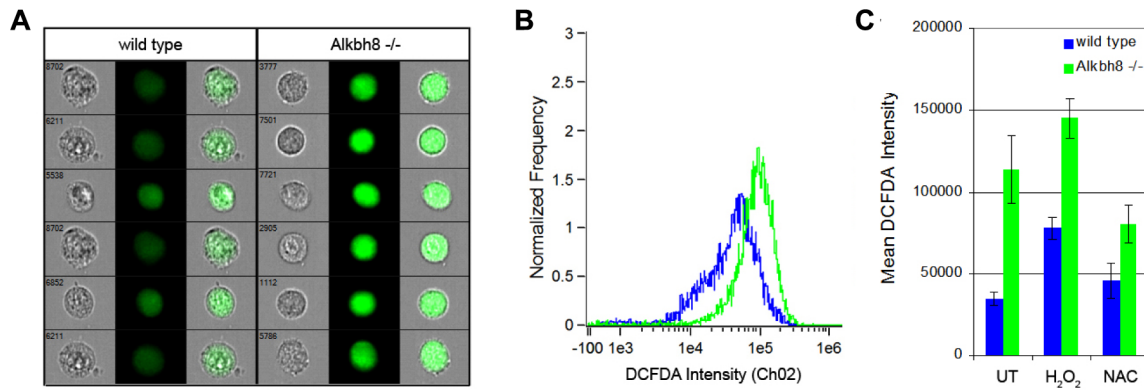 A
wild type
Alkbh8 -/-
8702
3777
6211
7501
5538
7721
8702
2905
6852
1112
6211
5786
B
Normalized Frequency
3
2.5
2
1.5
1
0.5
0
-100 1e3 1e4 1e5 1e6
DCFDA Intensity (Ch02)
C
Mean DCFDA Intensity
200000
150000
100000
50000
0
wild type
Alkbh8 -/-
UT H₂O₂ NAC